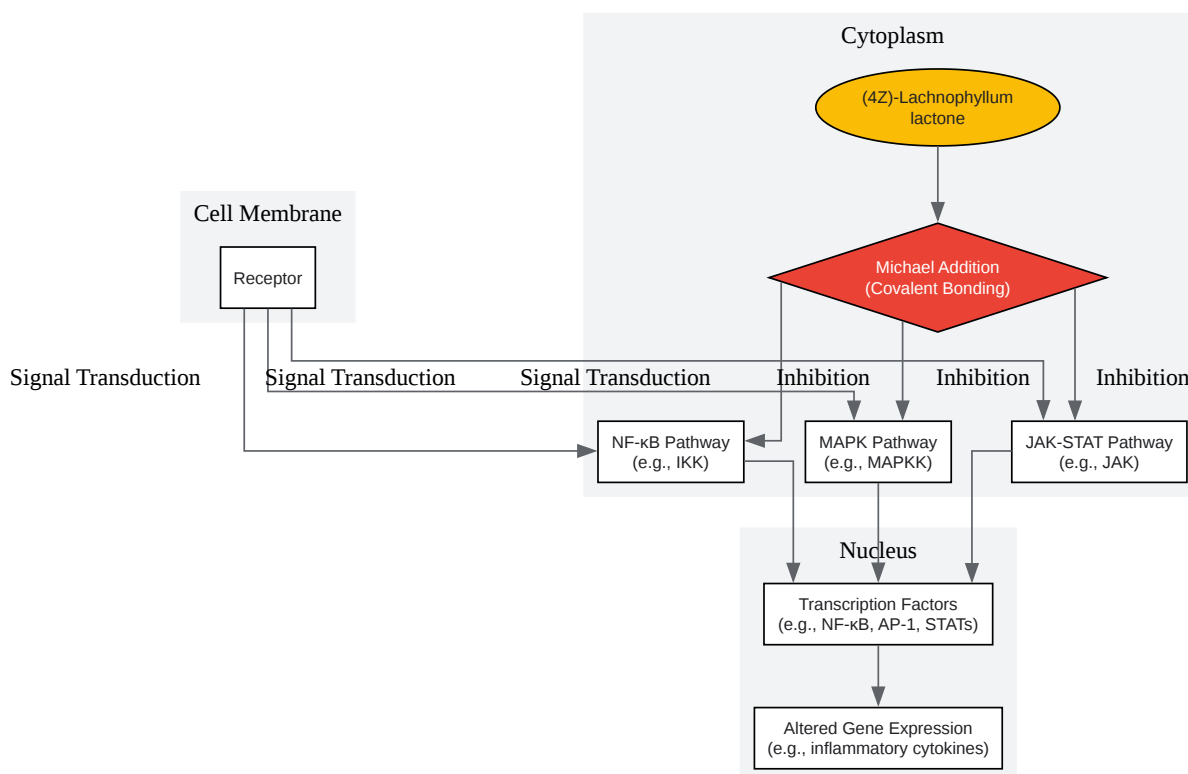 Cytoplasm
(4Z)-Lachnophyllum
lactone
Cell Membrane
Receptor
Michael Addition
(Covalent Bonding)
Signal Transduction
Signal Transduction
Signal Transduction
Inhibition
Inhibition
Inhibition
NF-κB Pathway
(e.g., IKK)
MAPK Pathway
(e.g., MAPKK)
JAK-STAT Pathway
(e.g., JAK)
Nucleus
Transcription Factors
(e.g., NF-κB, AP-1, STATs)
Altered Gene Expression
(e.g., inflammatory cytokines)